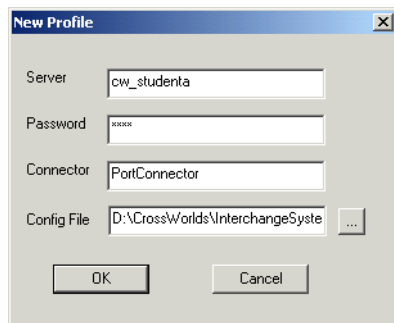 New Profile
Server cw_studenta
Password ××××
Connector PortConnector
Config File D:\CrossWorlds\InterchangeSyste ...
OK Cancel